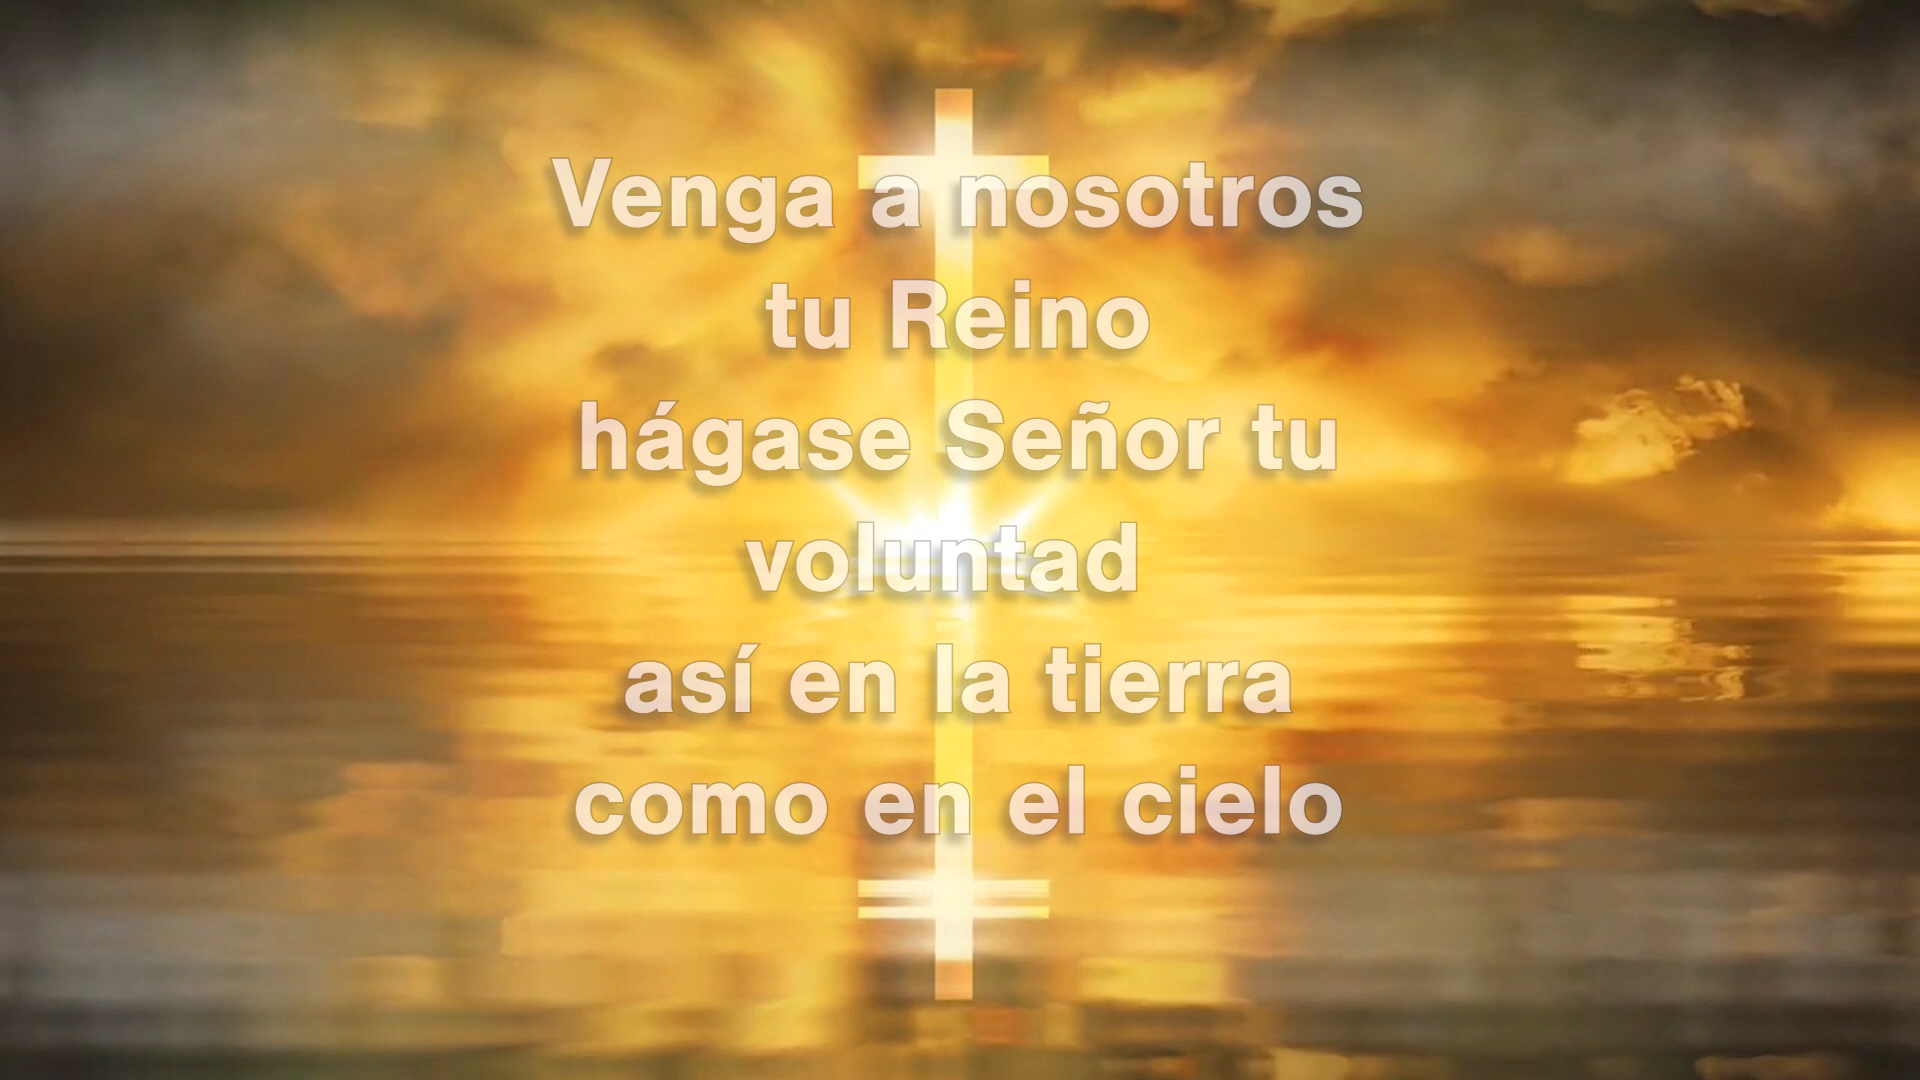 Venga a nosotros
tu Reino
hágase Señor tu
voluntad
así en la tierra
como en el cielo